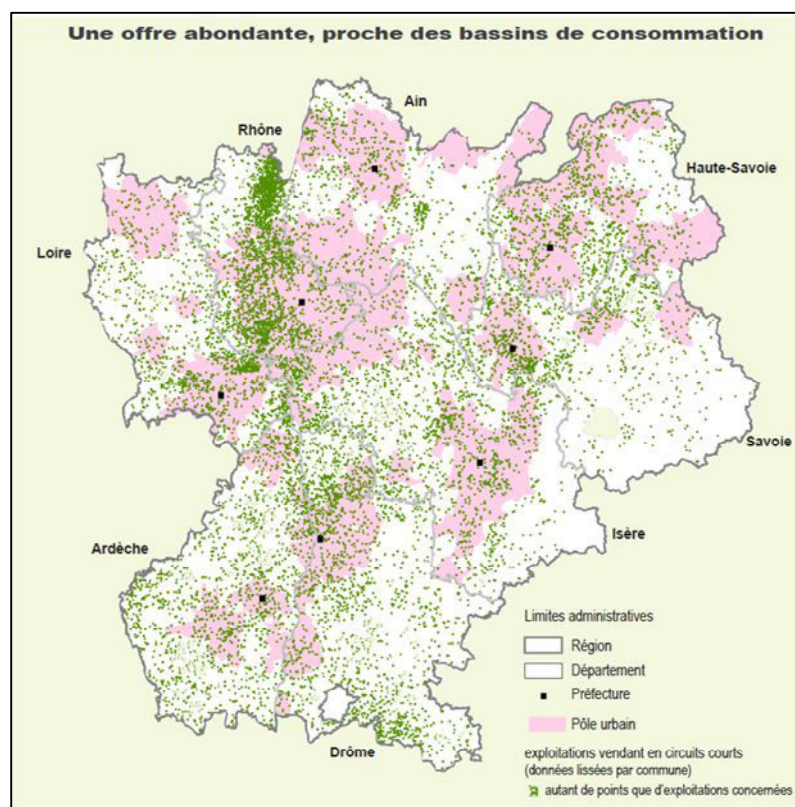 Une offre abondante, proche des bassins de consommation
Ain
Rhône
Haute-Savoie
Loire
Savoie
Isère
Ardèche
Drôme
Limites administratives
Région
Département
Préfecture
Pôle urbain
exploitations vendant en circuits courts
(données lissées par commune)
autant de points que d'exploitations concernées